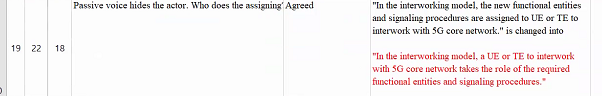 Passive voice hides the actor. Who does the assigning' Agreed
"In the interworking model, the new functional entities
and signaling procedures are assigned to UE or TE to
interwork with 5G core network." is changed into
19 22 18
"In the interworking model, a UE or TE to interwork
with 5G core network takes the role of the required
functional entities and signaling procedures."